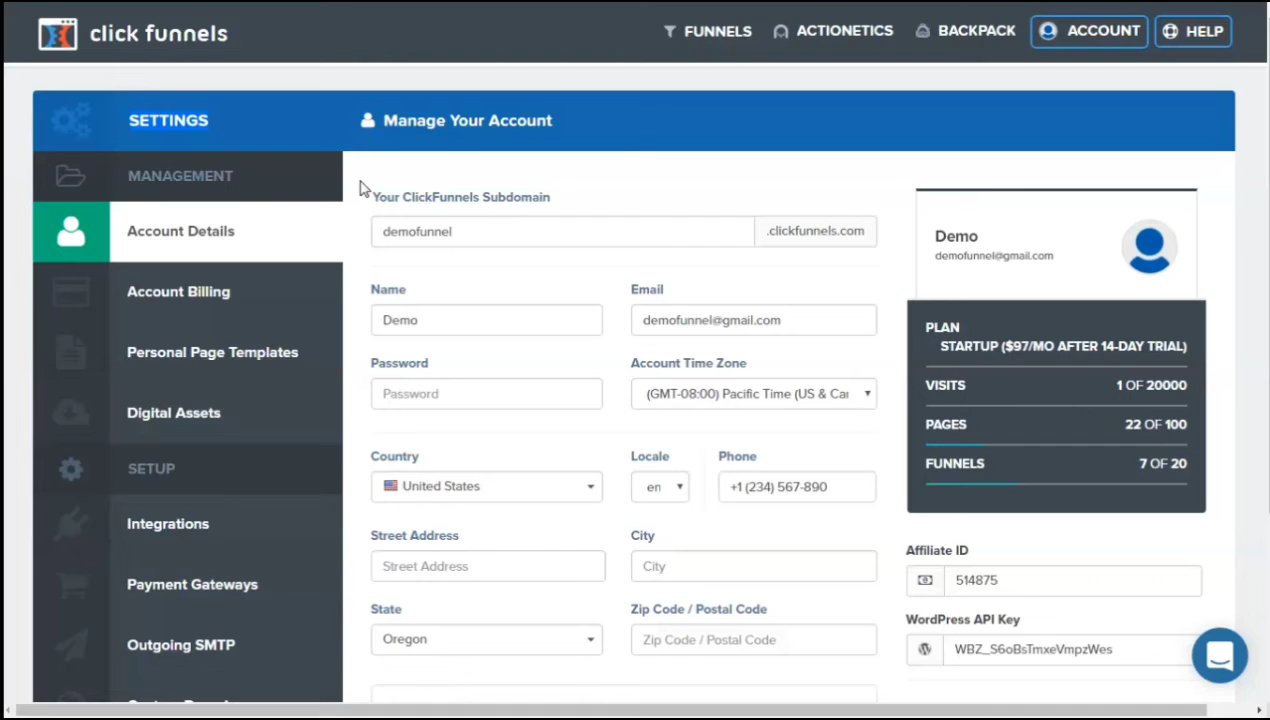 click funnels
FUNNELS
ACTIONETICS
BACKPACK
ACCOUNT
HELP
SETTINGS
Manage Your Account
MANAGEMENT
Account Details
Account Billing
Personal Page Templates
Digital Assets
SETUP
Integrations
Payment Gateways
Outgoing SMTP
Your ClickFunnels Subdomain
demofunnel
.clickfunnels.com
Name
Email
Demo
demofunnel@gmail.com
Password
Account Time Zone
Password
(GMT-08:00) Pacific Time (US & Car
Country
Locale
Phone
United States
en
+1 (234) 567-890
Street Address
City
Street Address
City
State
Zip Code / Postal Code
Oregon
Zip Code / Postal Code
Demo
demofunnel@gmail.com
PLAN
STARTUP ($97/MO AFTER 14-DAY TRIAL)
VISITS
1 OF 20000
PAGES
22 OF 100
FUNNELS
7 OF 20
Affiliate ID
514875
WordPress API Key
WBZ_S6oBsTmxeVmpzWes